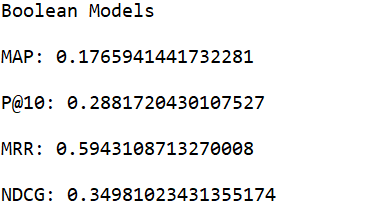 Boolean Models
MAP: 0.1765941441732281
P@10: 0.2881720430107527
MRR: 0.5943108713270008
NDCG: 0.34981023431355174